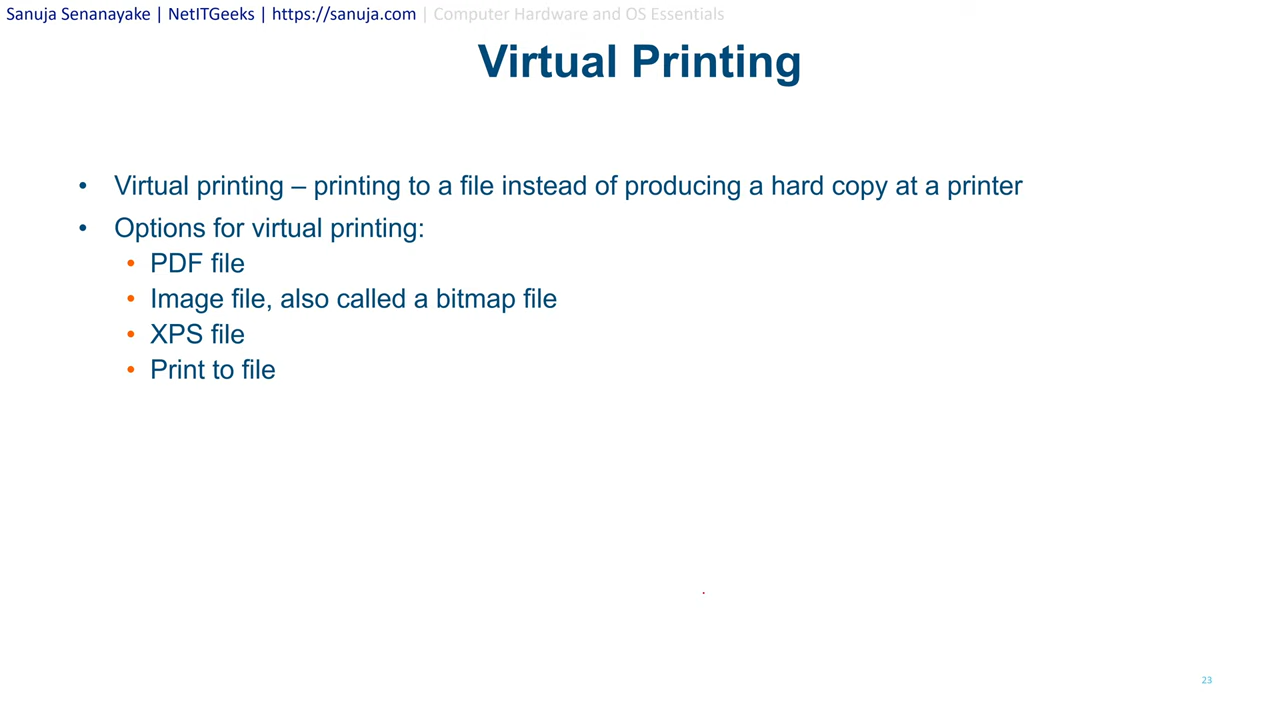 Sanuja Senanayake | NetITGeeks | https://sanuja.com | Computer Hardware and OS Essentials
Virtual Printing
• Virtual printing – printing to a file instead of producing a hard copy at a printer
• Options for virtual printing:
• PDF file
• Image file, also called a bitmap file
• XPS file
• Print to file
23